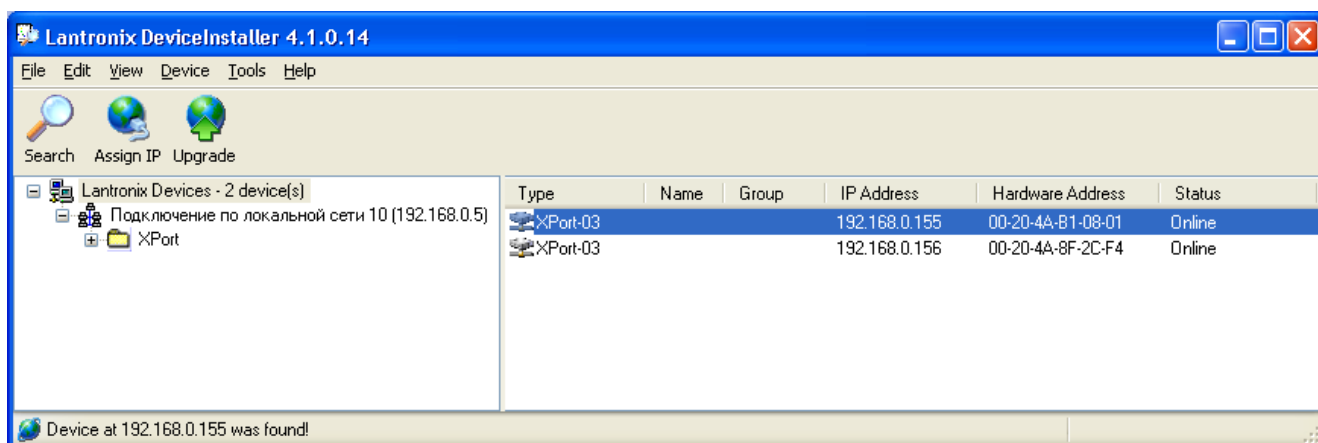 Lantronix DeviceInstaller 4.1.0.14
File Edit View Device Tools Help
Search Assign IP Upgrade
Lantronix Devices - 2 device(s)
Подключение по локальной сети 10 (192.168.0.5)
XPort
Type Name Group IP Address Hardware Address Status
XPort-03 192.168.0.155 00-20-4A-B1-08-01 Online
XPort-03 192.168.0.156 00-20-4A-8F-2C-F4 Online
Device at 192.168.0.155 was found!